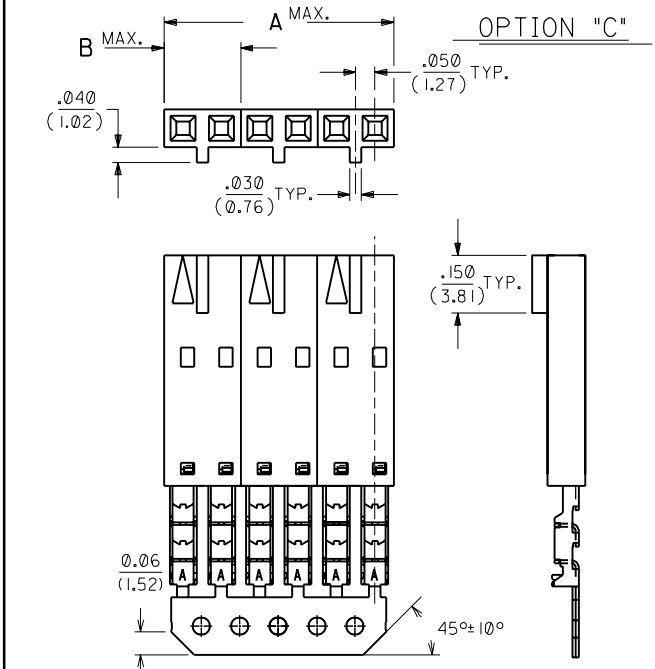 A MAX.
OPTION "C"
B MAX.
.050
(1.27) TYP.
.040
(1.02)
.030
(0.76) TYP.
.150
(3.81) TYP.
0.06
(1.52)
A A A A A A
45°±10°